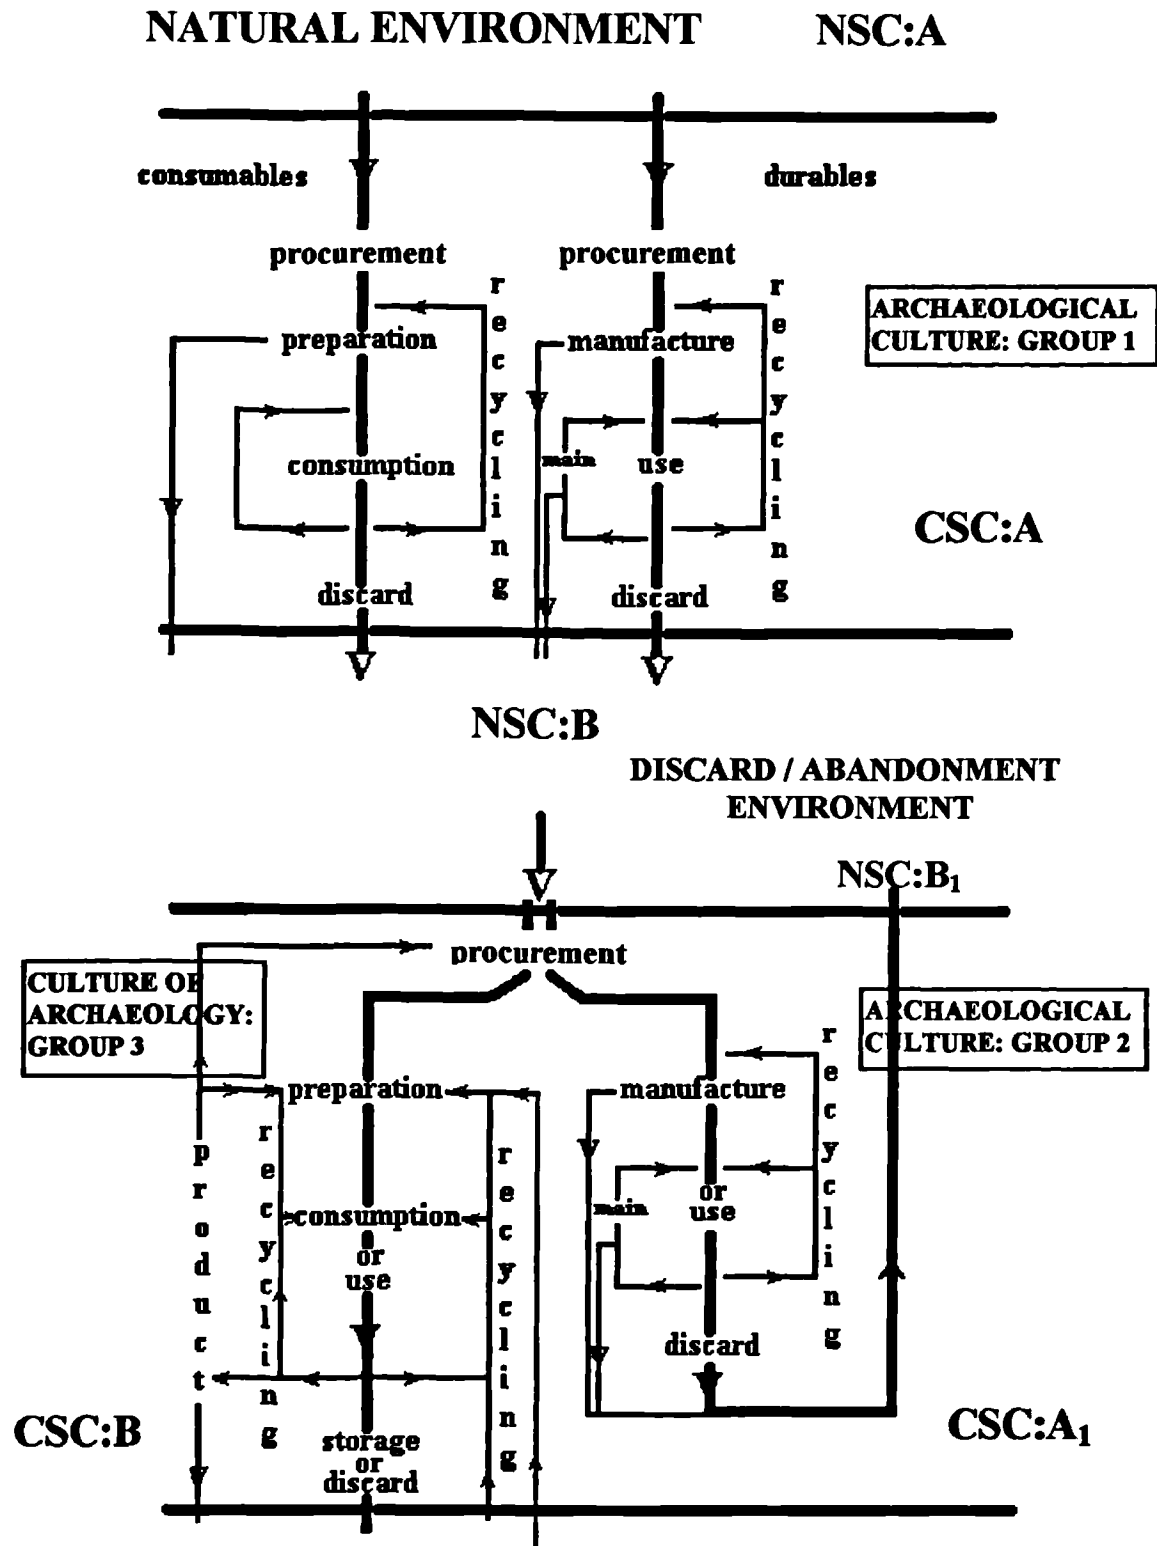 NATURAL ENVIRONMENT NSC:A
consumables
durables
procurement
procurement
recycling
recycling
ARCHAEOLOGICAL
CULTURE: GROUP 1
preparation
manufacture
consumption
main
use
CSC:A
discard
discard
NSC:B
DISCARD / ABANDONMENT
ENVIRONMENT
NSC:B₁
procurement
CULTURE OF
ARCHAEOLOGY:
GROUP 3
ARCHAEOLOGICAL
CULTURE: GROUP 2
preparation
manufacture
recycling
product
recycling
recycling
consumption
or
use
main
or
use
discard
CSC:B
storage
or
discard
CSC:A₁